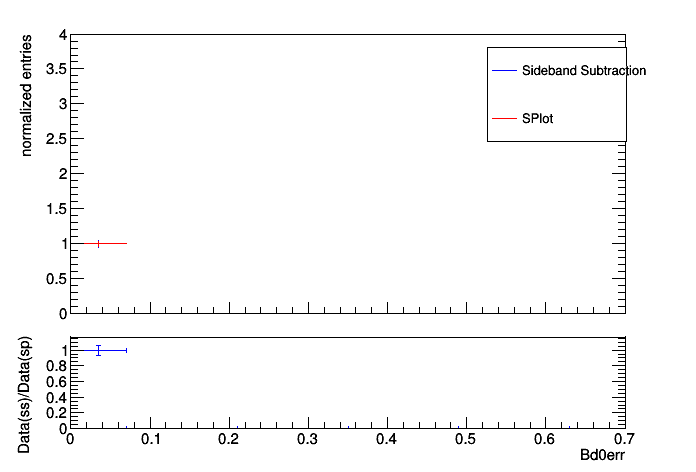 normalized entries
4
3.5
3
2.5
2
1.5
1
0.5
0
Sideband Subtraction
SPlot
Data(ss)/Data(sp)
1
0.8
0.6
0.4
0.2
0
0 0.1 0.2 0.3 0.4 0.5 0.6 0.7
Bd0err